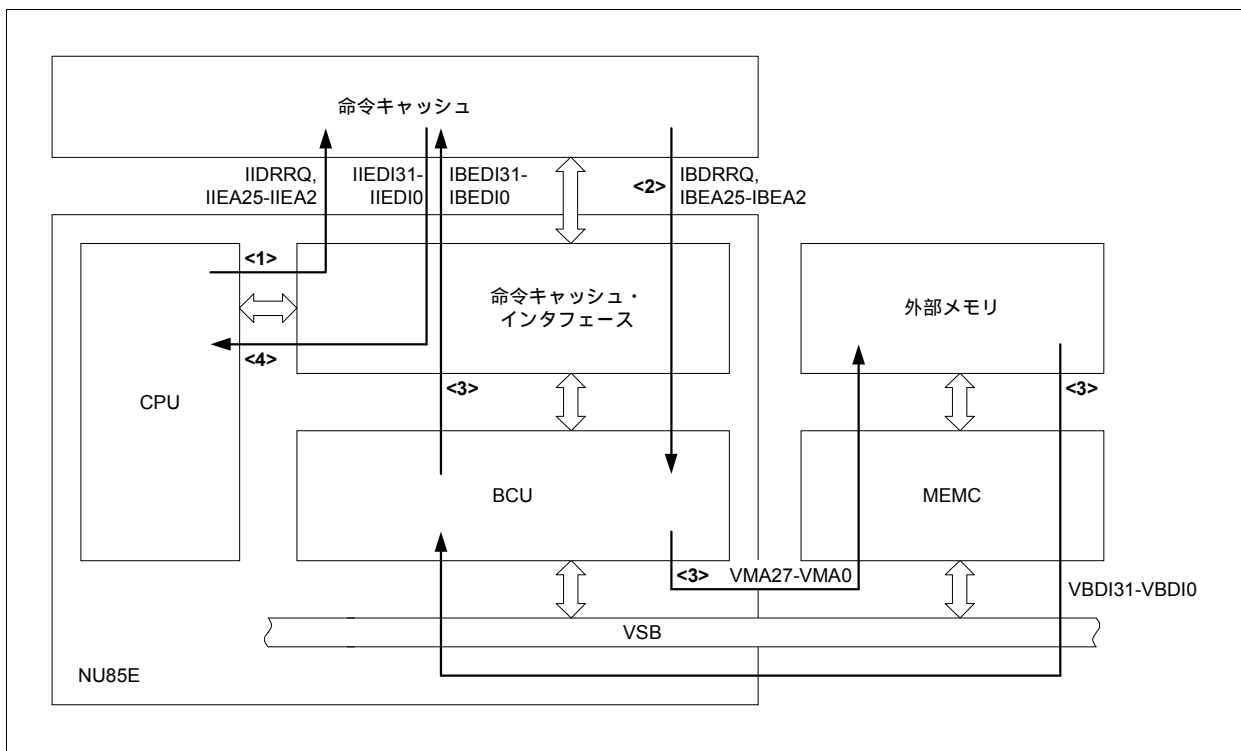 命令キャッシュ
IIDRRQ,
IIEA25-IIEA2
IIEDI31-
IIEDI0
IBEDI31-
IBEDI0
<2>
IBDRRQ,
IBEA25-IBEA2
<1>
命令キャッシュ・
インタフェース
外部メモリ
<4>
<3>
<3>
CPU
BCU
MEMC
<3>
VMA27-VMA0
VBDI31-VBDI0
VSB
NU85E